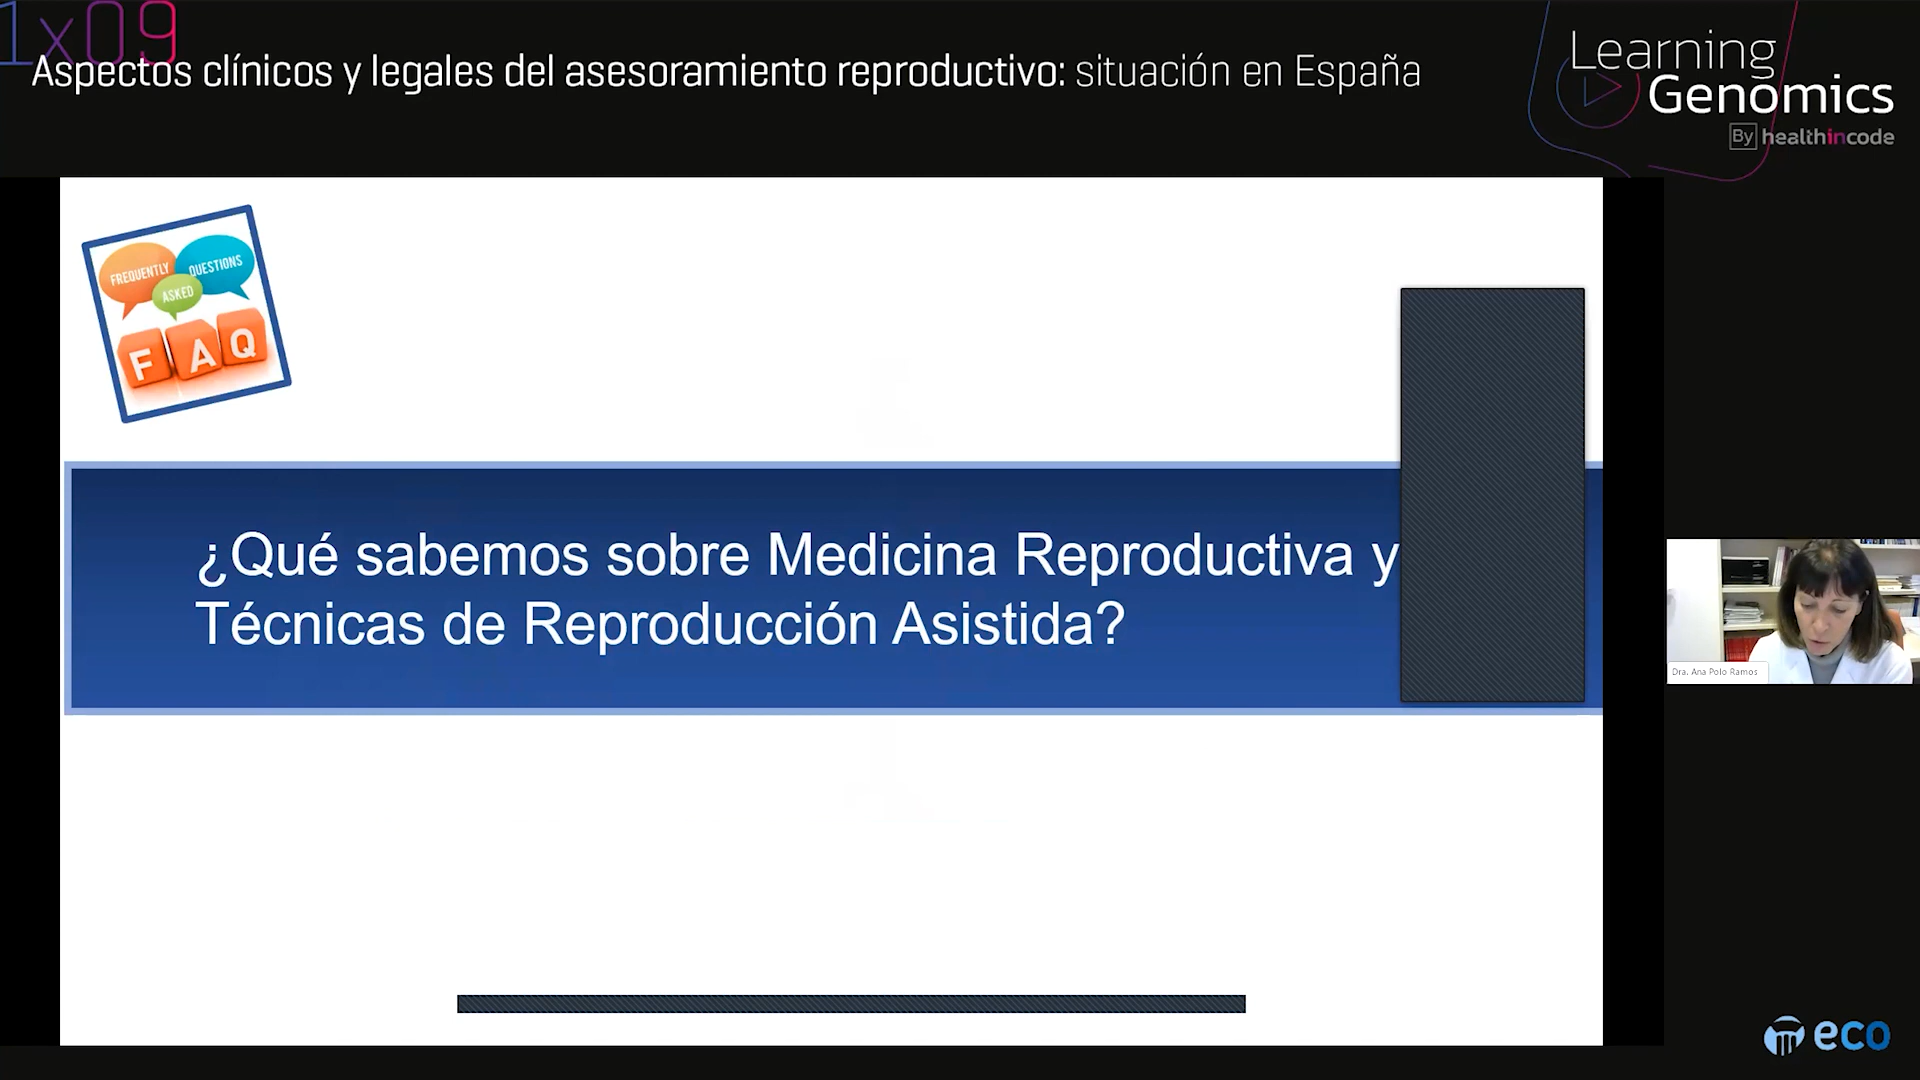 1x09
Aspectos clínicos y legales del asesoramiento reproductivo: situación en España
Learning
Genomics
By healthincode
FREQUENTLY
QUESTIONS
ASKED
FAQ
¿Qué sabemos sobre Medicina Reproductiva y
Técnicas de Reproducción Asistida?
Dra. Ana Polo Ramos
eco